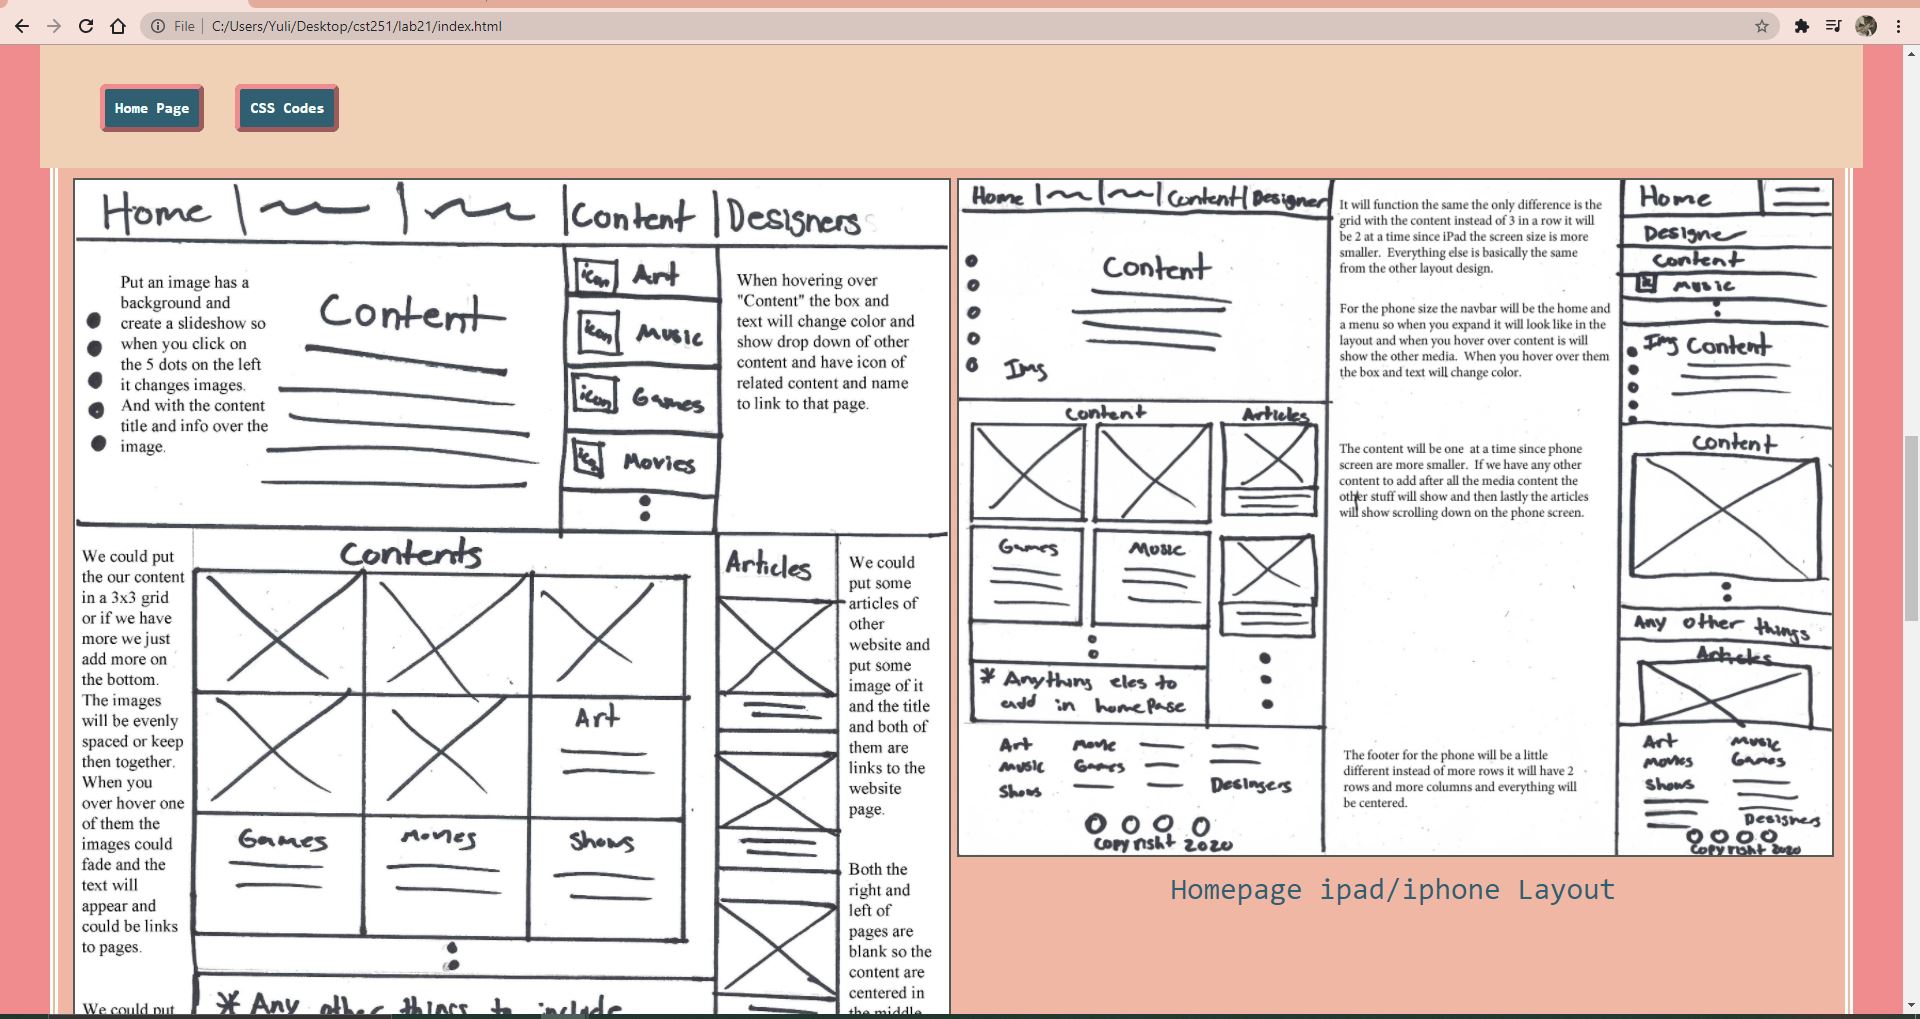 File
C:/Users/Yuli/Desktop/cst251/lab21/index.html
Home Page
CSS Codes
Home
Content
Designers
Put an image has a
background and
create a slideshow so
when you click on
the 5 dots on the left
it changes images.
And with the content
title and info over the
image.
Content
icon Art
icon Music
icon Games
icon Movies
When hovering over
"Content" the box and
text will change color and
show drop down of other
content and have icon of
related content and name
to link to that page.
We could put
the our content
in a 3x3 grid
or if we have
more we just
add more on
the bottom.
The images
will be evenly
spaced or keep
then together.
When you
over hover one
of them the
images could
fade and the
text will
appear and
could be links
to pages.
We could put
Contents
Art
Games
Movies
Shows
* Any other things to include
Articles
We could
put some
articles of
other
website and
put some
image of it
and the title
and both of
them are
links to the
website
page.
Both the
right and
left of
pages are
blank so the
content are
centered in
the middle
Home
Content
Designer
Content
Img
Content
Articles
Games
Music
* Anything eles to
add in homepage
Art
Movie
Music
Games
Shows
Desingers
Copyright 2020
It will function the same the only difference is the
grid with the content instead of 3 in a row it will
be 2 at a time since iPad the screen size is more
smaller. Everything else is basically the same
from the other layout design.
For the phone size the navbar will be the home and
a menu so when you expand it will look like in the
layout and when you hover over content is will
show the other media. When you hover over them
the box and text will change color.
The content will be one at a time since phone
screen are more smaller. If we have any other
content to add after all the media content the
other stuff will show and then lastly the articles
will show scrolling down on the phone screen.
The footer for the phone will be a little
different instead of more rows it will have 2
rows and more columns and everything will
be centered.
Home
Designer
Content
Music
Img Content
Content
Any other things
Articles
Art
Music
Movies
Games
Shows
Designers
Copyright 2020
Homepage ipad/iphone Layout